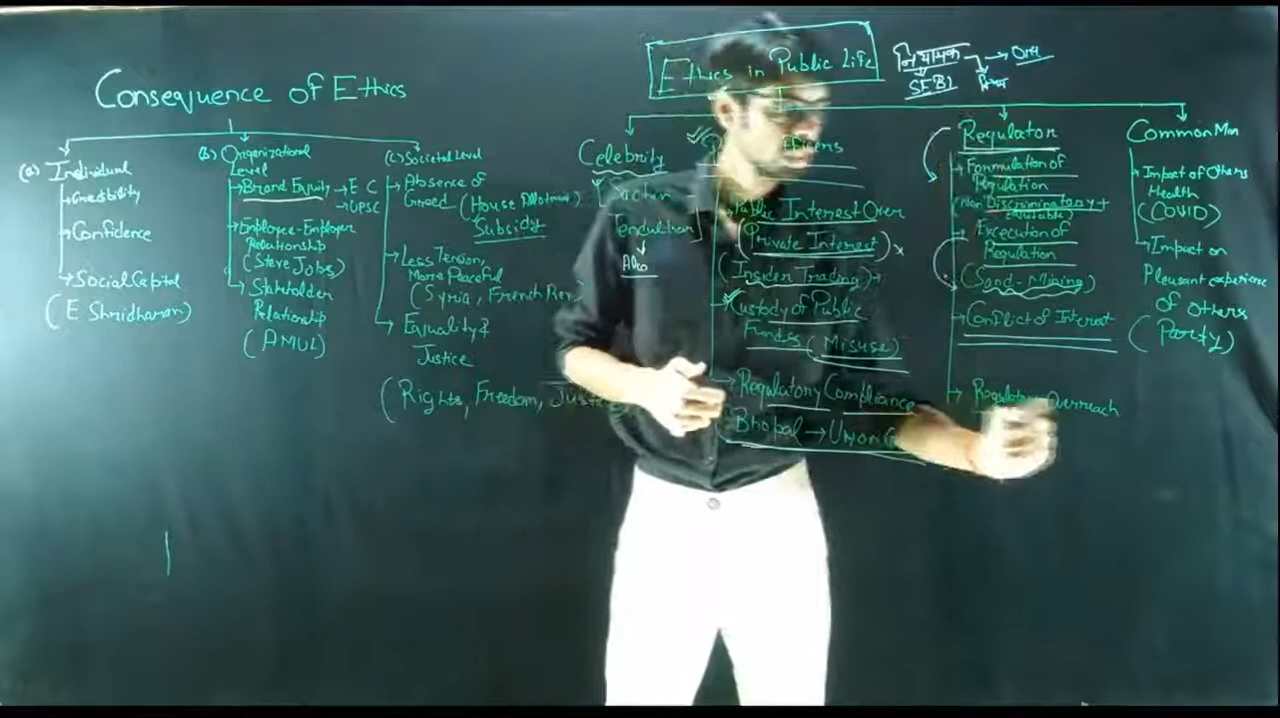 Consequence of Ethics
(a) Individual
Credibility
Confidence
Social Capital
(E Shridharan)
(b) Organizational
Level
Brand Equity → E C
→ UPSC
Employee-Employer
Relationship
(Steve Jobs)
Stakeholder
Relationship
(AMUL)
(c) Societal Level
Absence of
Greed (House Allotment)
Subsidy
Less Tension,
More Peaceful
(Syria, French Rev
Equality &
Justice
(Rights, Freedom, Justice
Ethics in Public Life
नियामक
SEBI
Celebrity
Tendulkar
Public Interest Over
(Private Interest) x
(Insider Trading)
Custody of Public
Funds (Misuse)
Regulatory Compliance
Bhopal → Union
Regulator
Formulation of
Regulation
Non Discriminatory +
Execution of
Regulation
(Sand-Mining)
Conflict of Interest
Regulatory Overreach
Common Man
Impact of Others
Health
(COVID)
Impact on
Pleasant experience
Of Others
(Party)